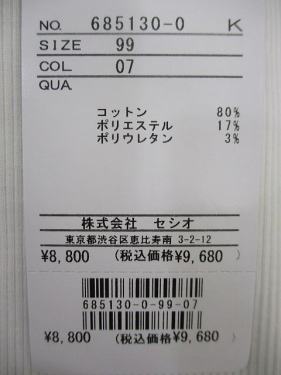 NO. 685130-0 K
SIZE 99
COL 07
QUA.
コットン 80%
ポリエステル 17%
ポリウレタン 3%
株式会社 セシオ
東京都渋谷区恵比寿南 3-2-12
¥8,800 (税込価格¥9,680)
685130-0-99-07
¥8,800 (税込価格¥9,680)